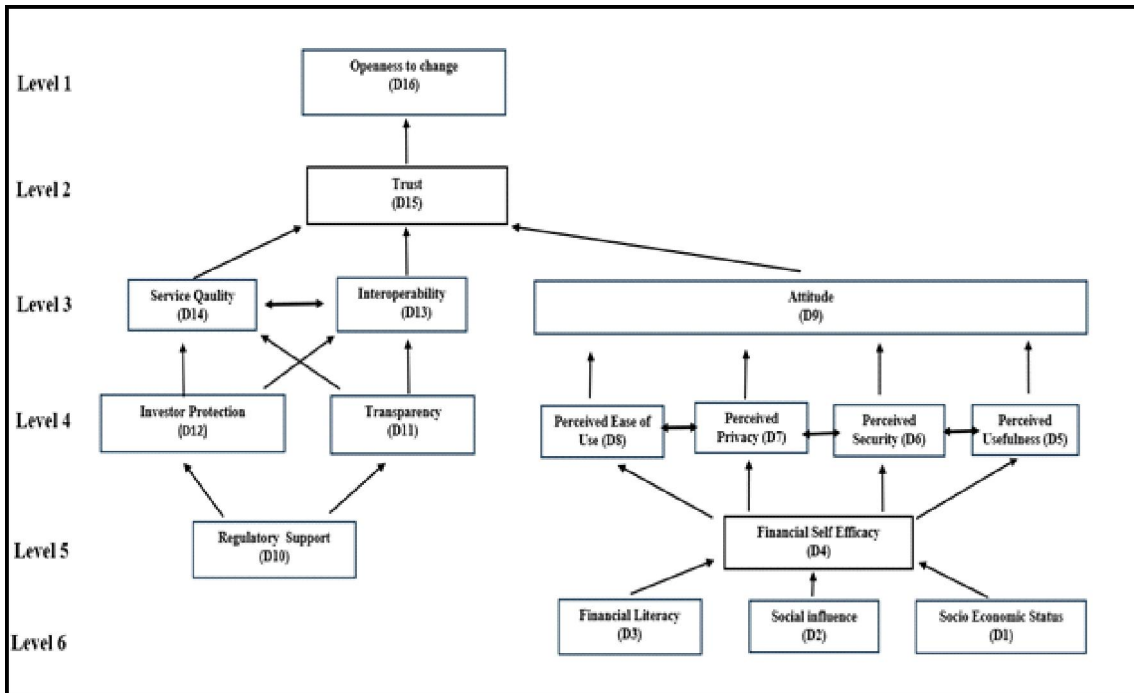 Level 1
Openness to change
(D16)
Level 2
Trust
(D15)
Level 3
Service Qaulity
(D14)
Interoperability
(D13)
Attitude
(D9)
Level 4
Investor Protection
(D12)
Transparency
(D11)
Perceived Ease of
Use (D8)
Perceived
Privacy (D7)
Perceived
Security (D6)
Perceived
Usefulness (D5)
Level 5
Regulatory Support
(D10)
Financial Self Efficacy
(D4)
Level 6
Financial Literacy
(D3)
Social influence
(D2)
Socio Economic Status
(D1)